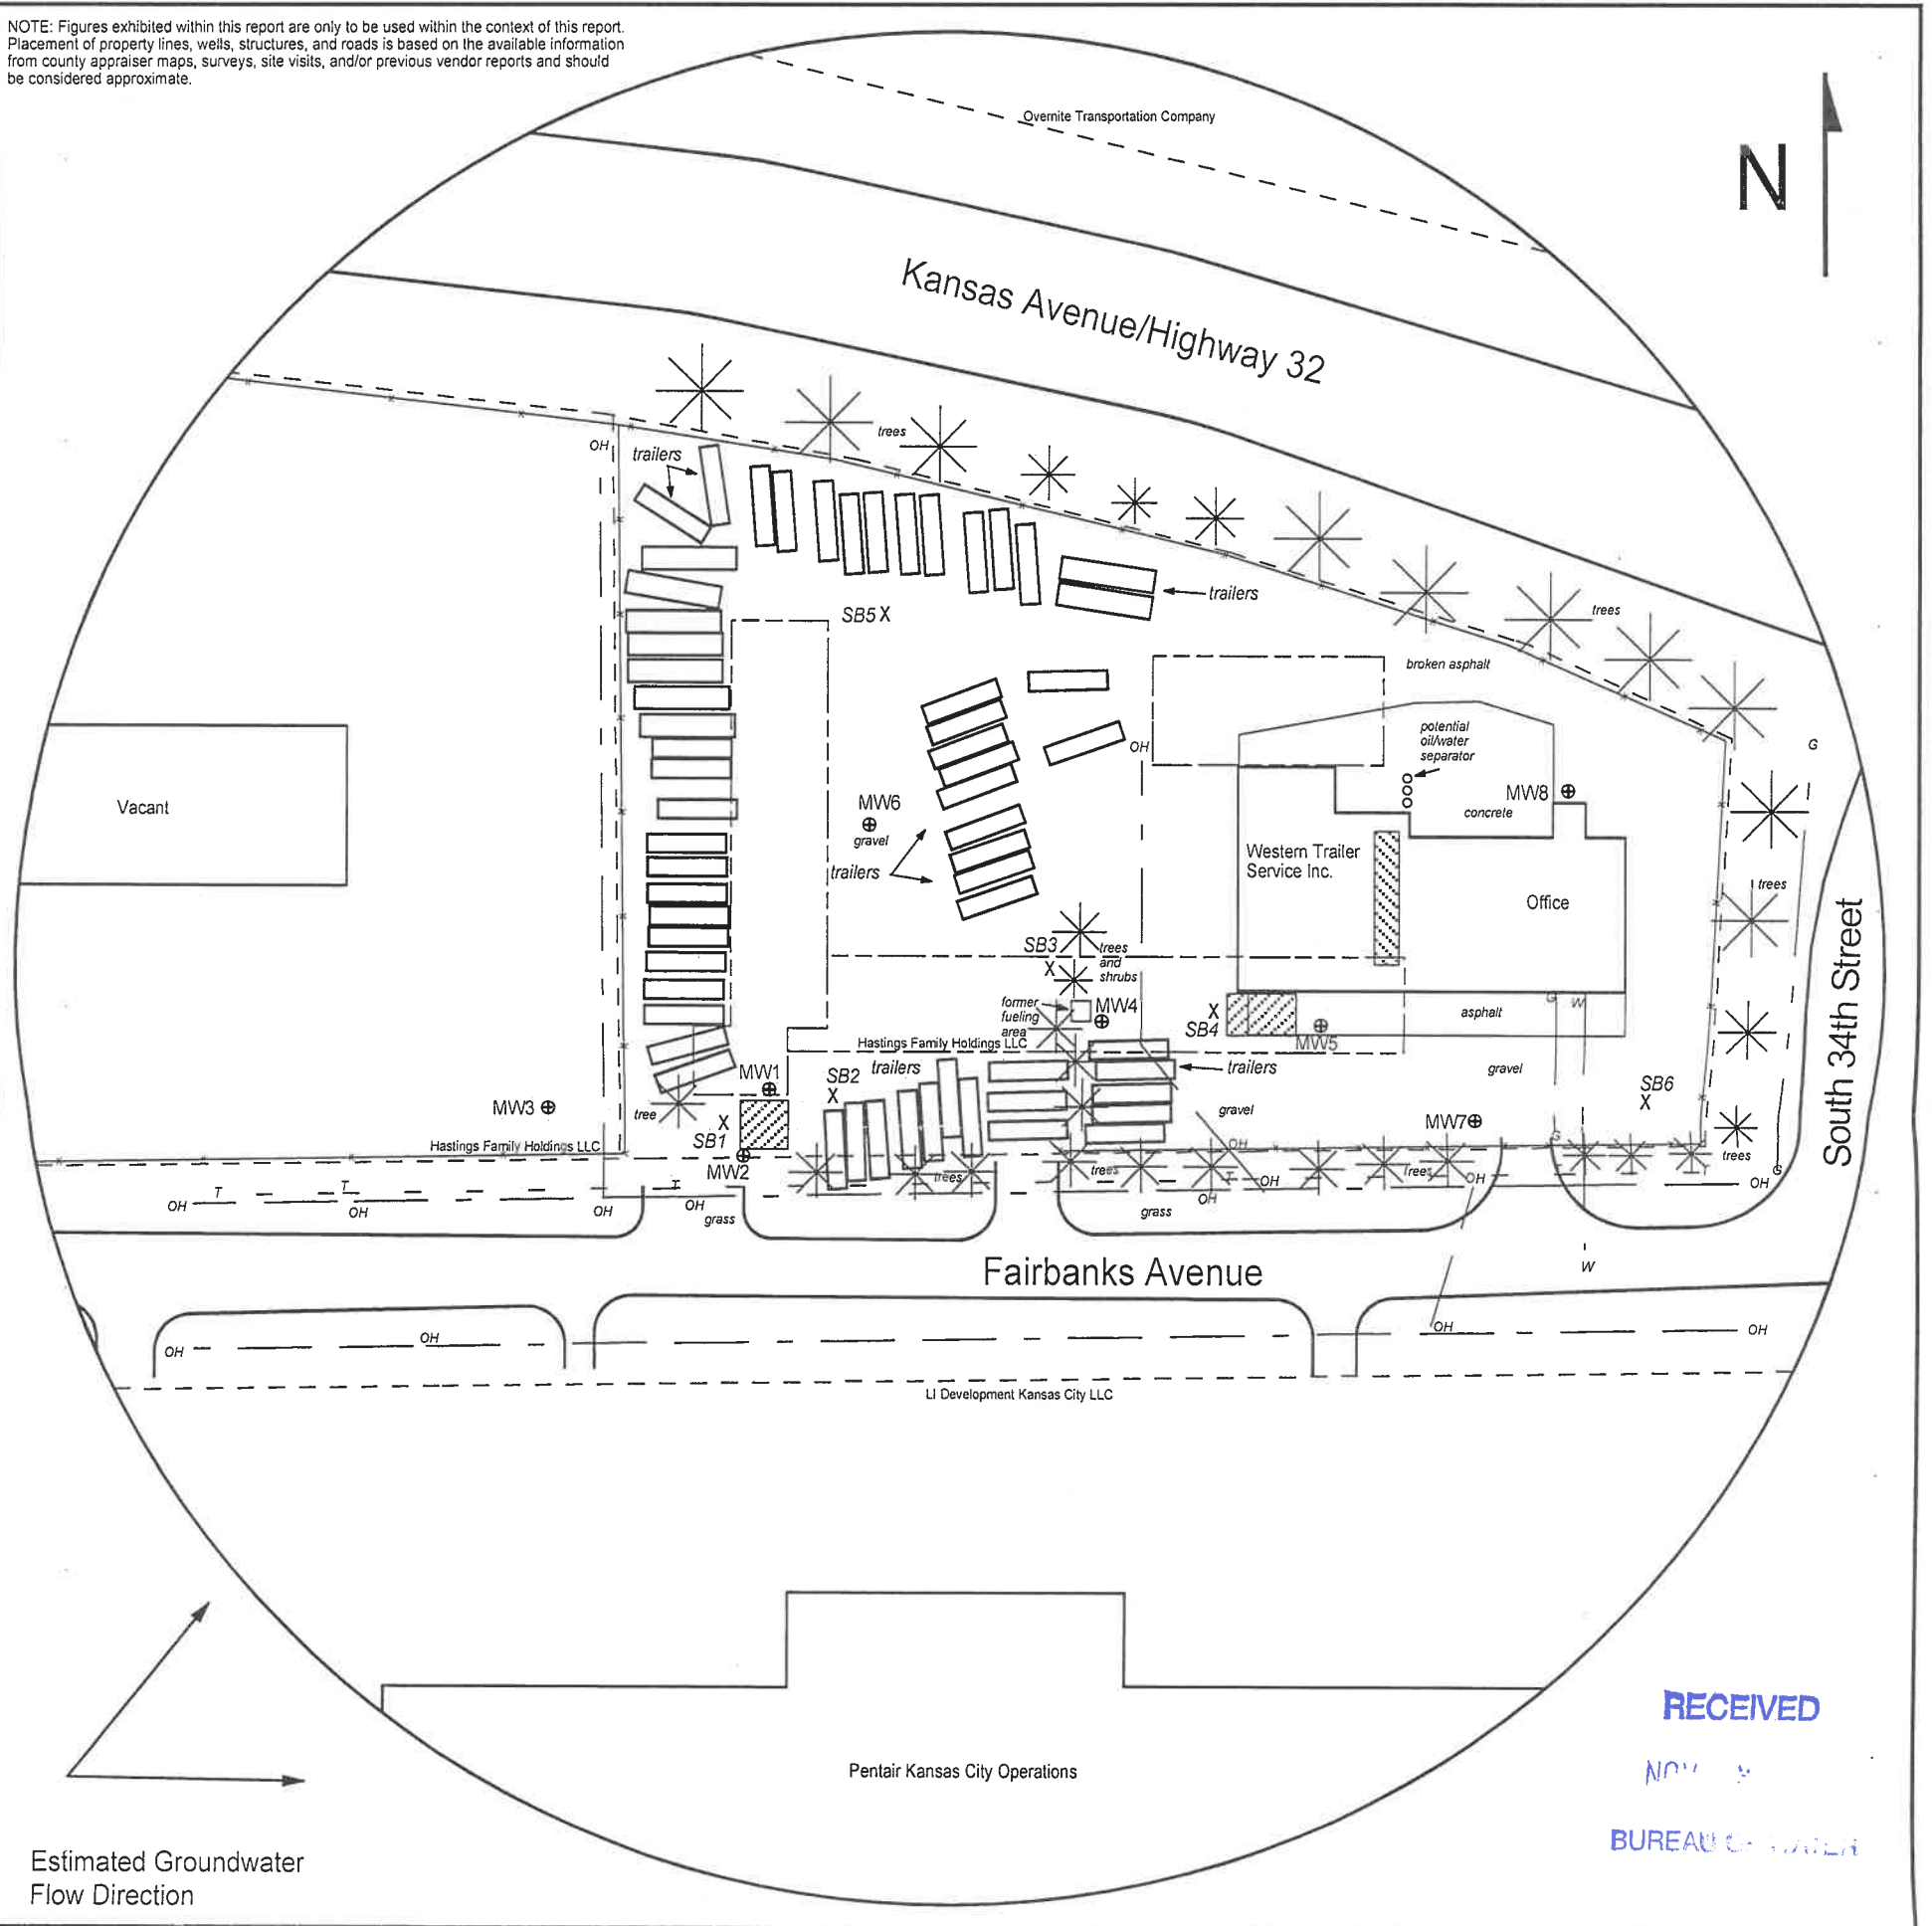 NOTE: Figures exhibited within this report are only to be used within the context of this report.
Placement of property lines, wells, structures, and roads is based on the available information
from county appraiser maps, surveys, site visits, and/or previous vendor reports and should
be considered approximate.
Overnite Transportation Company
N
Kansas Avenue/Highway 32
trees
OH
trailers
trailers
SB5 X
trees
broken asphalt
potential
oil/water
separator
OH
G
Vacant
MW6
gravel
MW8
concrete
trailers
Western Trailer
Service Inc.
Office
trees
South 34th Street
SB3
X
trees
and
shrubs
former
fueling
area
MW4
X
SB4
G
W
asphalt
MW5
Hastings Family Holdings LLC
trailers
trailers
gravel
MW1
SB2
X
SB6
X
MW3
tree
X
SB1
gravel
MW7
Hastings Family Holdings LLC
MW2
OH
G
trees
trees
trees
trees
T
OH
T
OH
OH
T
OH
grass
T
OH
OH
grass
OH
G
OH
Fairbanks Avenue
W
OH
OH
OH
OH
LI Development Kansas City LLC
Pentair Kansas City Operations
Estimated Groundwater
Flow Direction
RECEIVED
NOV
BUREAU OF WATER